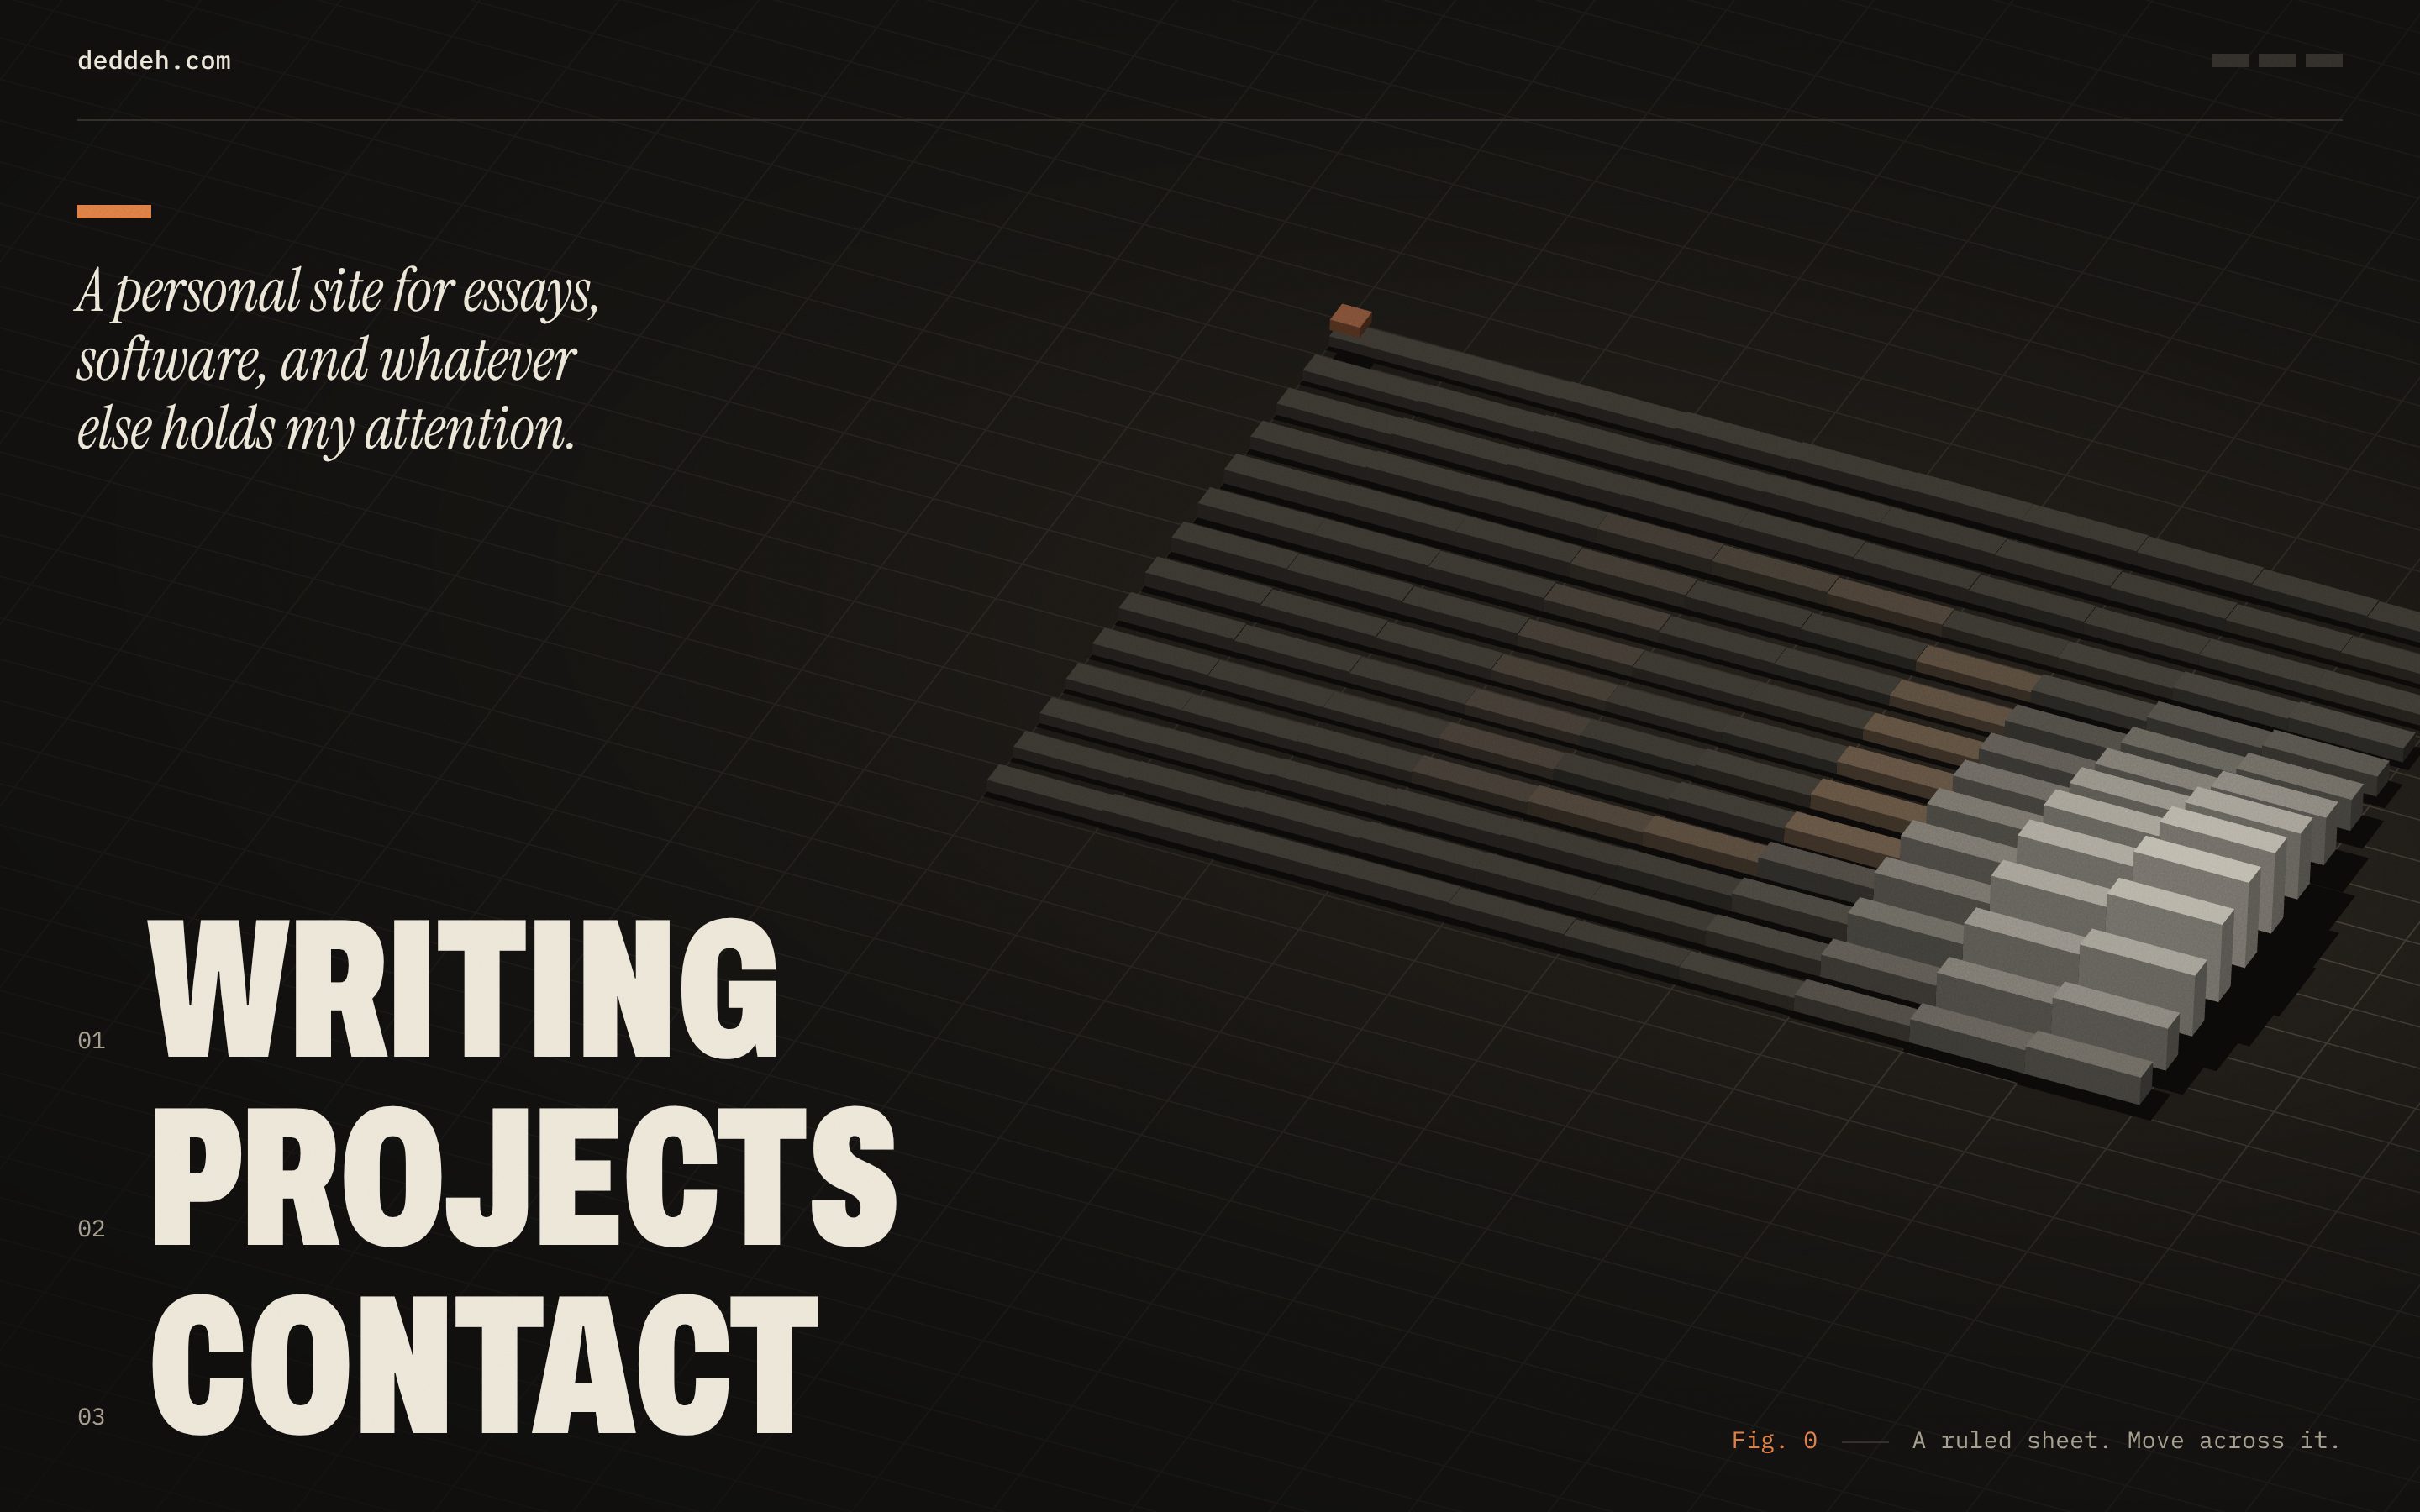 deddeh.com
A personal site for essays,
software, and whatever
else holds my attention.
01 WRITING
02 PROJECTS
03 CONTACT
Fig. 0 — A ruled sheet. Move across it.